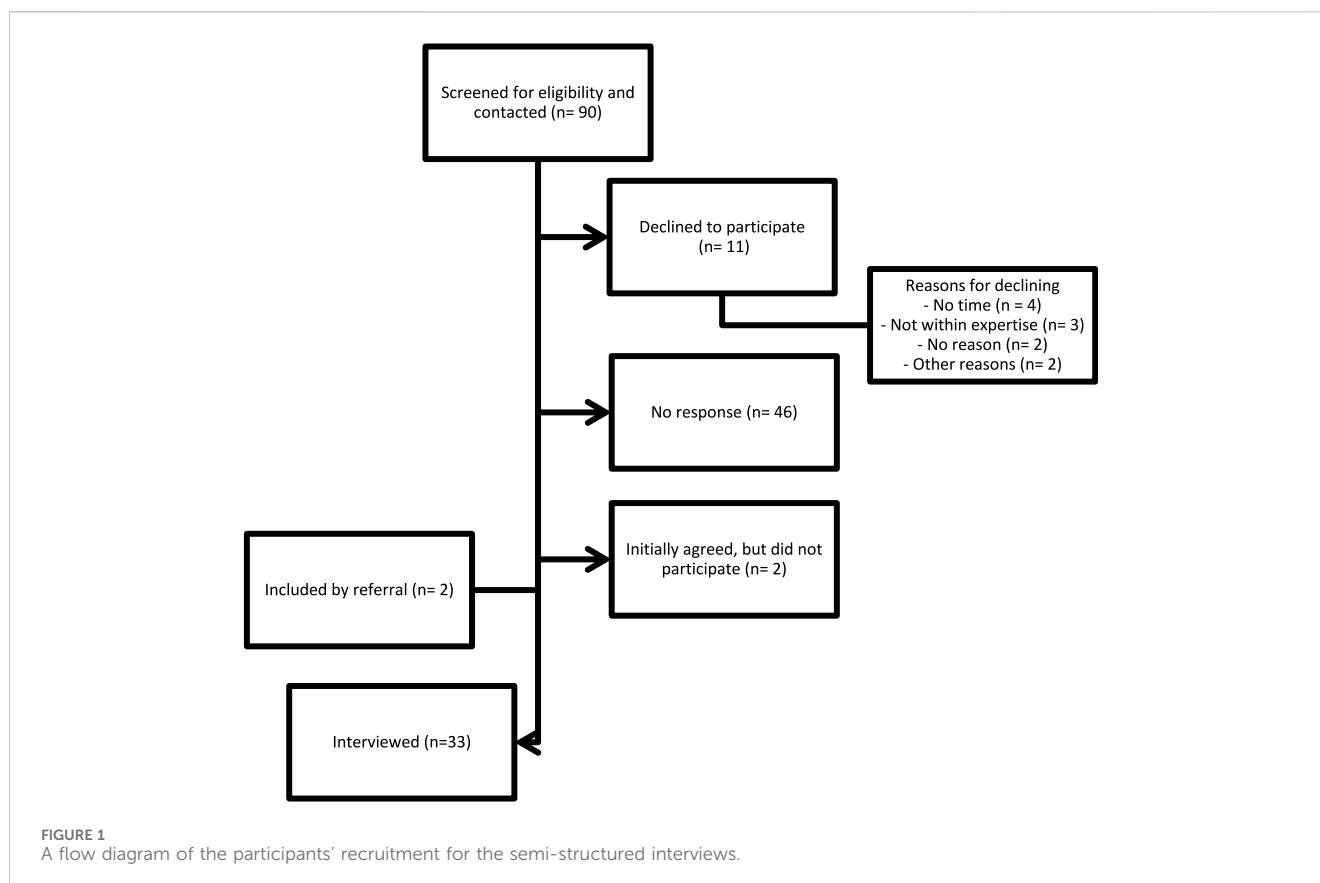 Screened for eligibility and
contacted (n= 90)
Declined to participate
(n= 11)
Reasons for declining
- No time (n = 4)
- Not within expertise (n= 3)
- No reason (n= 2)
- Other reasons (n= 2)
No response (n= 46)
Initially agreed, but did not
participate (n= 2)
Included by referral (n= 2)
Interviewed (n=33)
FIGURE 1
A flow diagram of the participants’ recruitment for the semi-structured interviews.